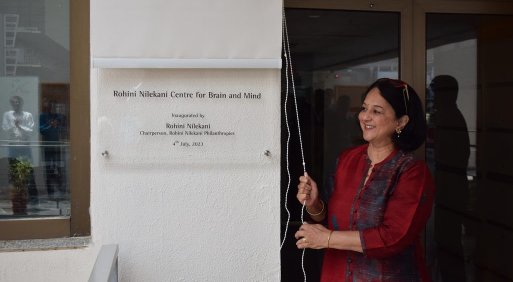 Rohini Nilekani Centre for Brain and Mind
Inaugurated by
Rohini Nilekani
Chairperson, Rohini Nilekani Philanthropies
4th July, 2023